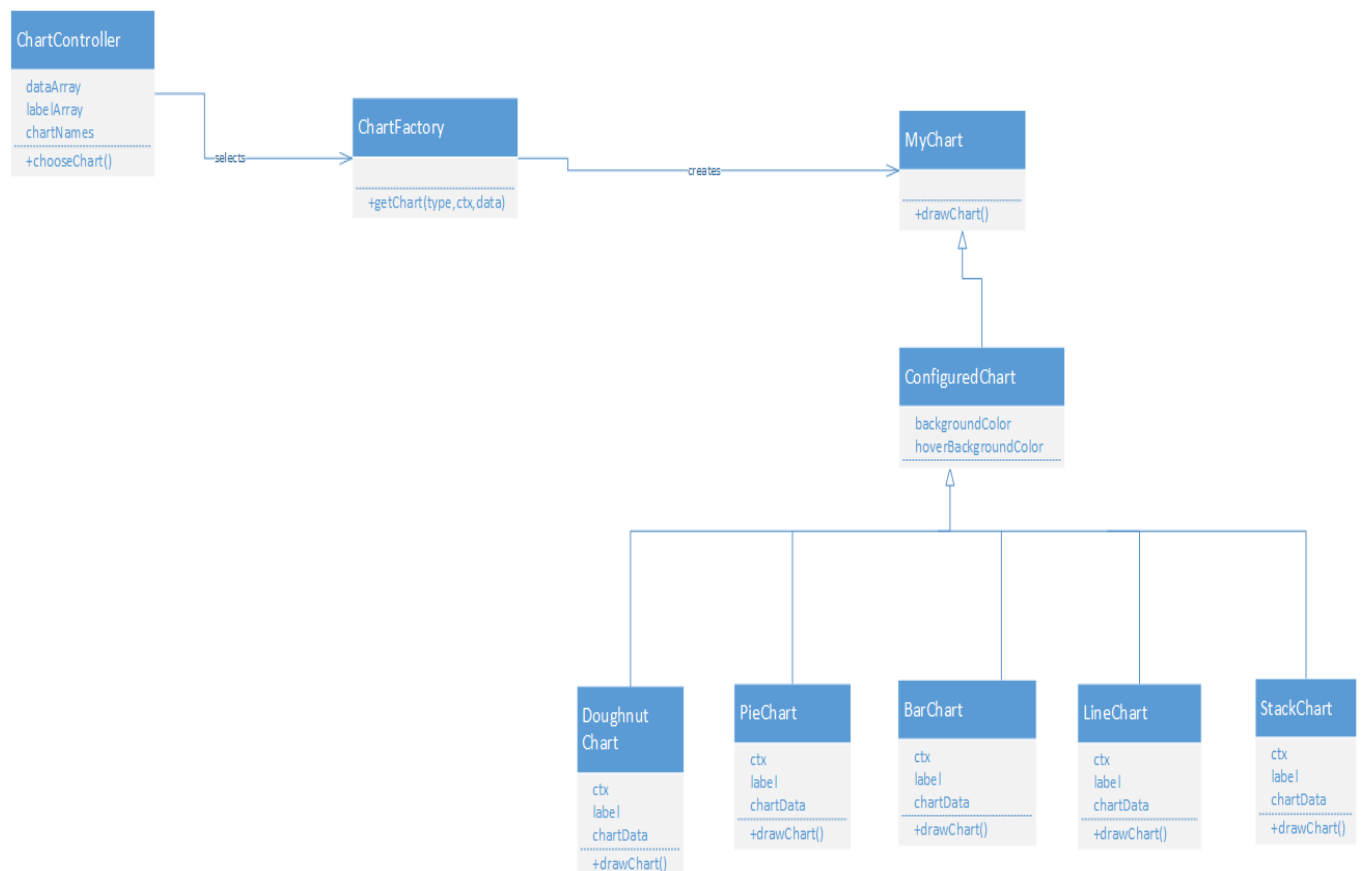 ChartController
dataArray
labelArray
chartNames
+chooseChart()
selects
ChartFactory
+getChart(type,ctx,data)
creates
MyChart
+drawChart()
ConfiguredChart
backgroundColor
hoverBackgroundColor
Doughnut
Chart
ctx
label
chartData
+drawChart()
PieChart
ctx
label
chartData
+drawChart()
BarChart
ctx
label
chartData
+drawChart()
LineChart
ctx
label
chartData
+drawChart()
StackChart
ctx
label
chartData
+drawChart()